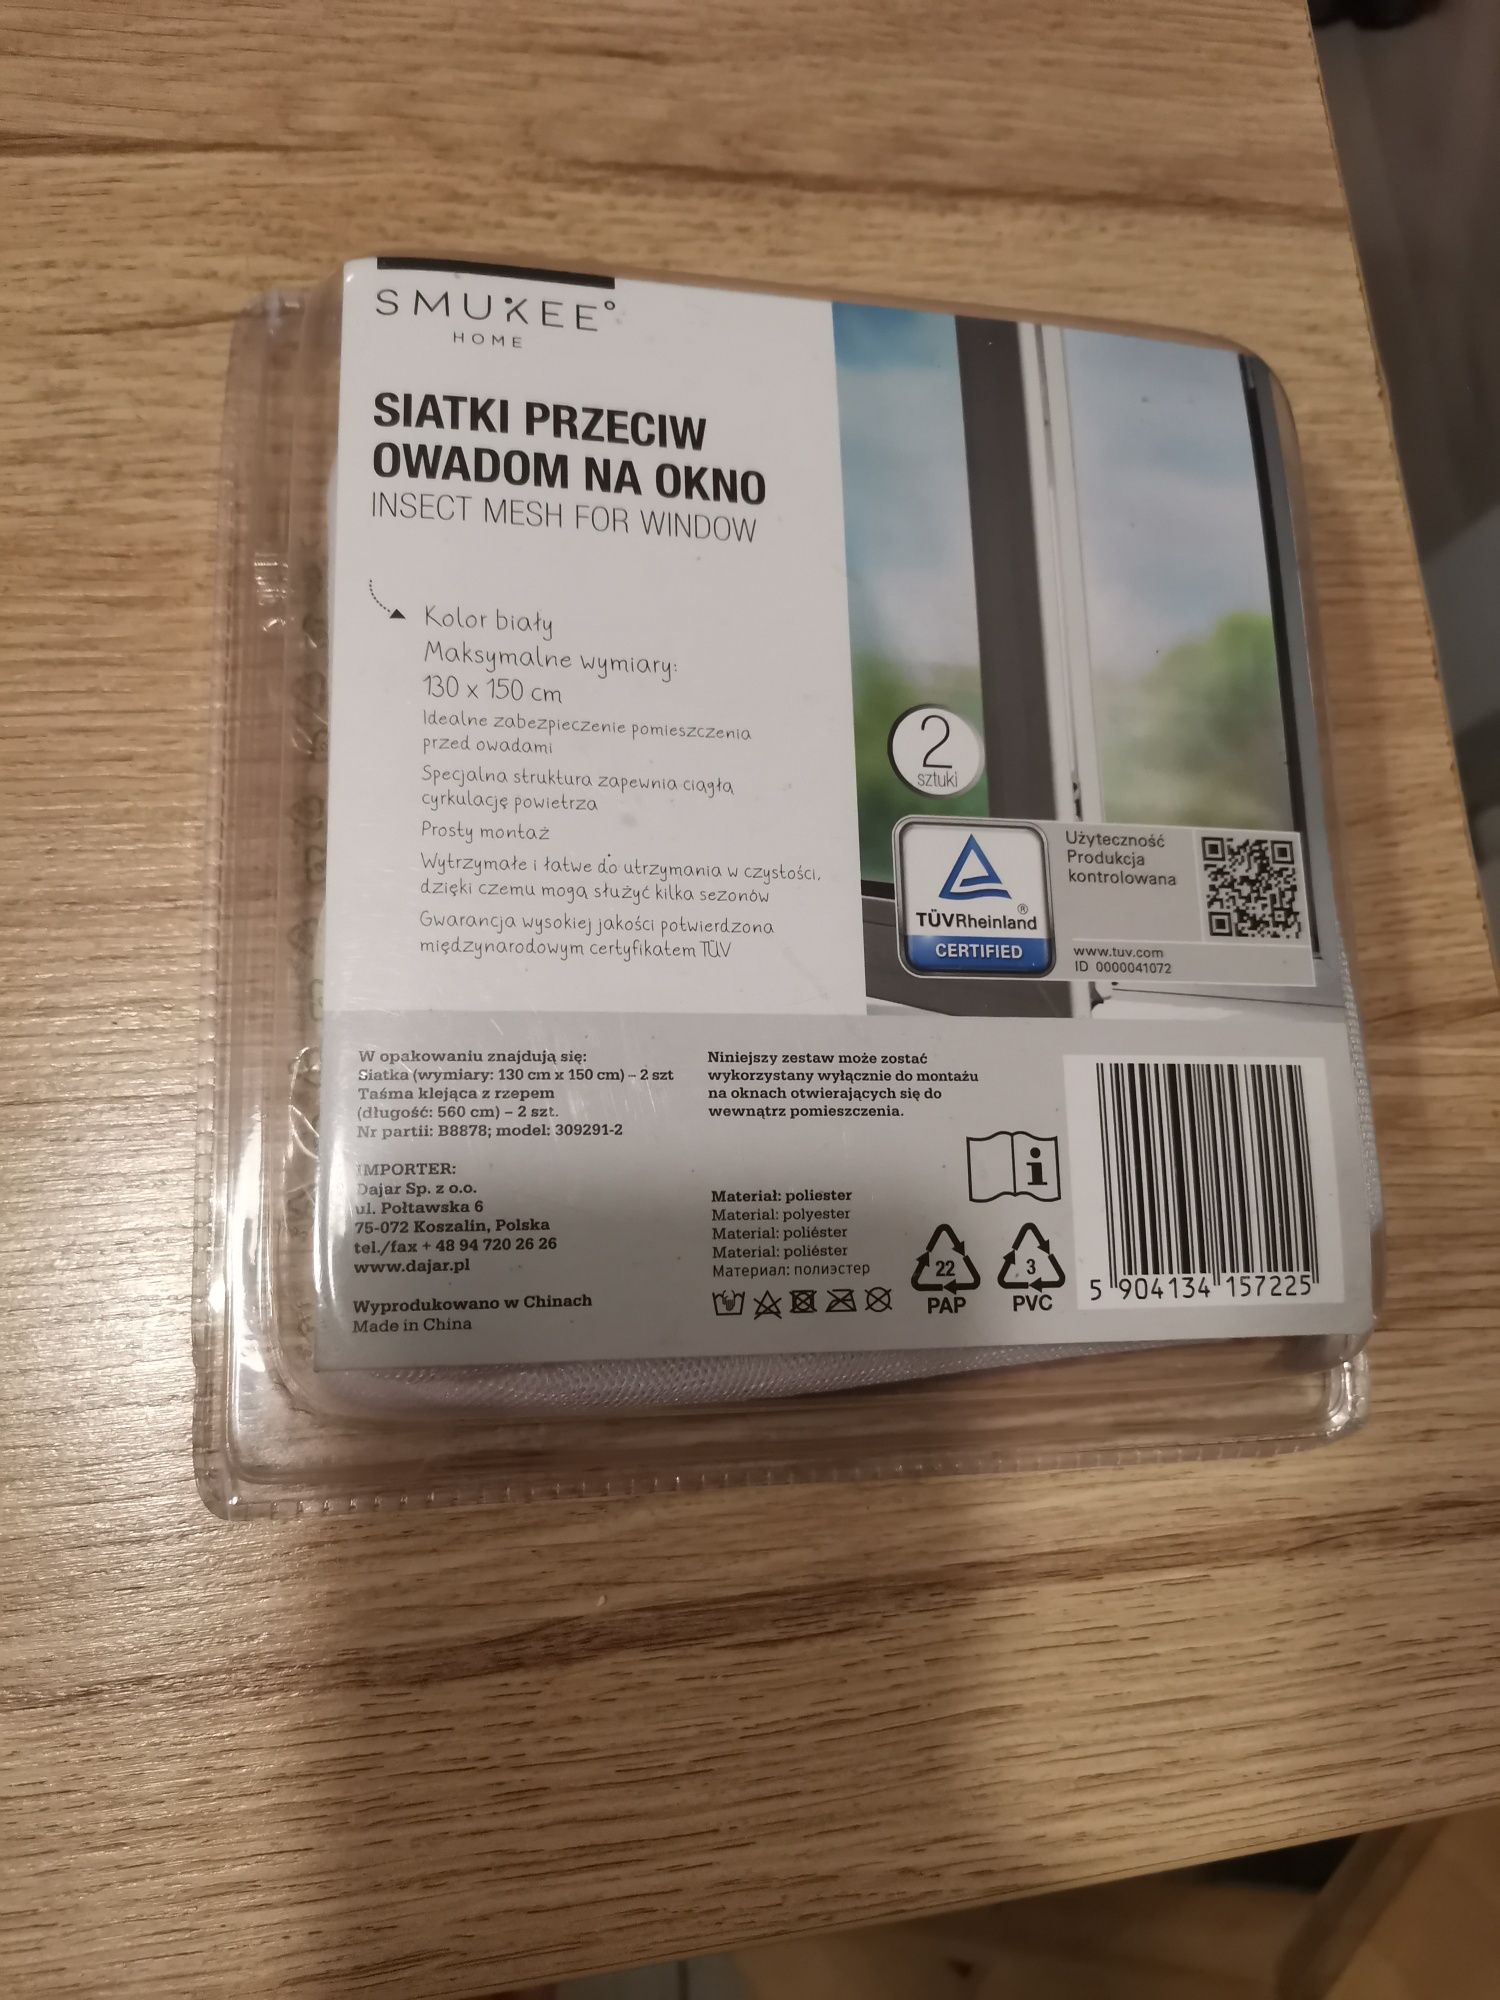 SMUKEE°
HOME
SIATKI PRZECIW
OWADOM NA OKNO
INSECT MESH FOR WINDOW
Kolor biały
Maksymalne wymiary:
130 x 150 cm
Idealne zabezpieczenie pomieszczenia
przed owadami
Specjalna struktura zapewnia ciągłą
cyrkulację powietrza
Prosty montaż
Wytrzymałe i łatwe do utrzymania w czystości,
dzięki czemu mogą służyć kilka sezonów
Gwarancja wysokiej jakości potwierdzona
międzynarodowym certyfikatem TÜV
2
sztuki
TÜVRheinland®
CERTIFIED
Użyteczność
Produkcja
kontrolowana
www.tuv.com
ID 0000041072
W opakowaniu znajdują się:
Siatka (wymiary: 130 cm x 150 cm) – 2 szt
Taśma klejąca z rzepem
(długość: 560 cm) – 2 szt.
Nr partii: B8878; model: 309291-2
IMPORTER:
Dajar Sp. z o.o.
ul. Połtawska 6
75-072 Koszalin, Polska
tel./fax + 48 94 720 26 26
www.dajar.pl
Wyprodukowano w Chinach
Made in China
Niniejszy zestaw może zostać
wykorzystany wyłącznie do montażu
na oknach otwierających się do
wewnątrz pomieszczenia.
Materiał: poliester
Material: polyester
Material: poliéster
Material: poliéster
Материал: полиэстер
22
PAP
3
PVC
5 904134 157225